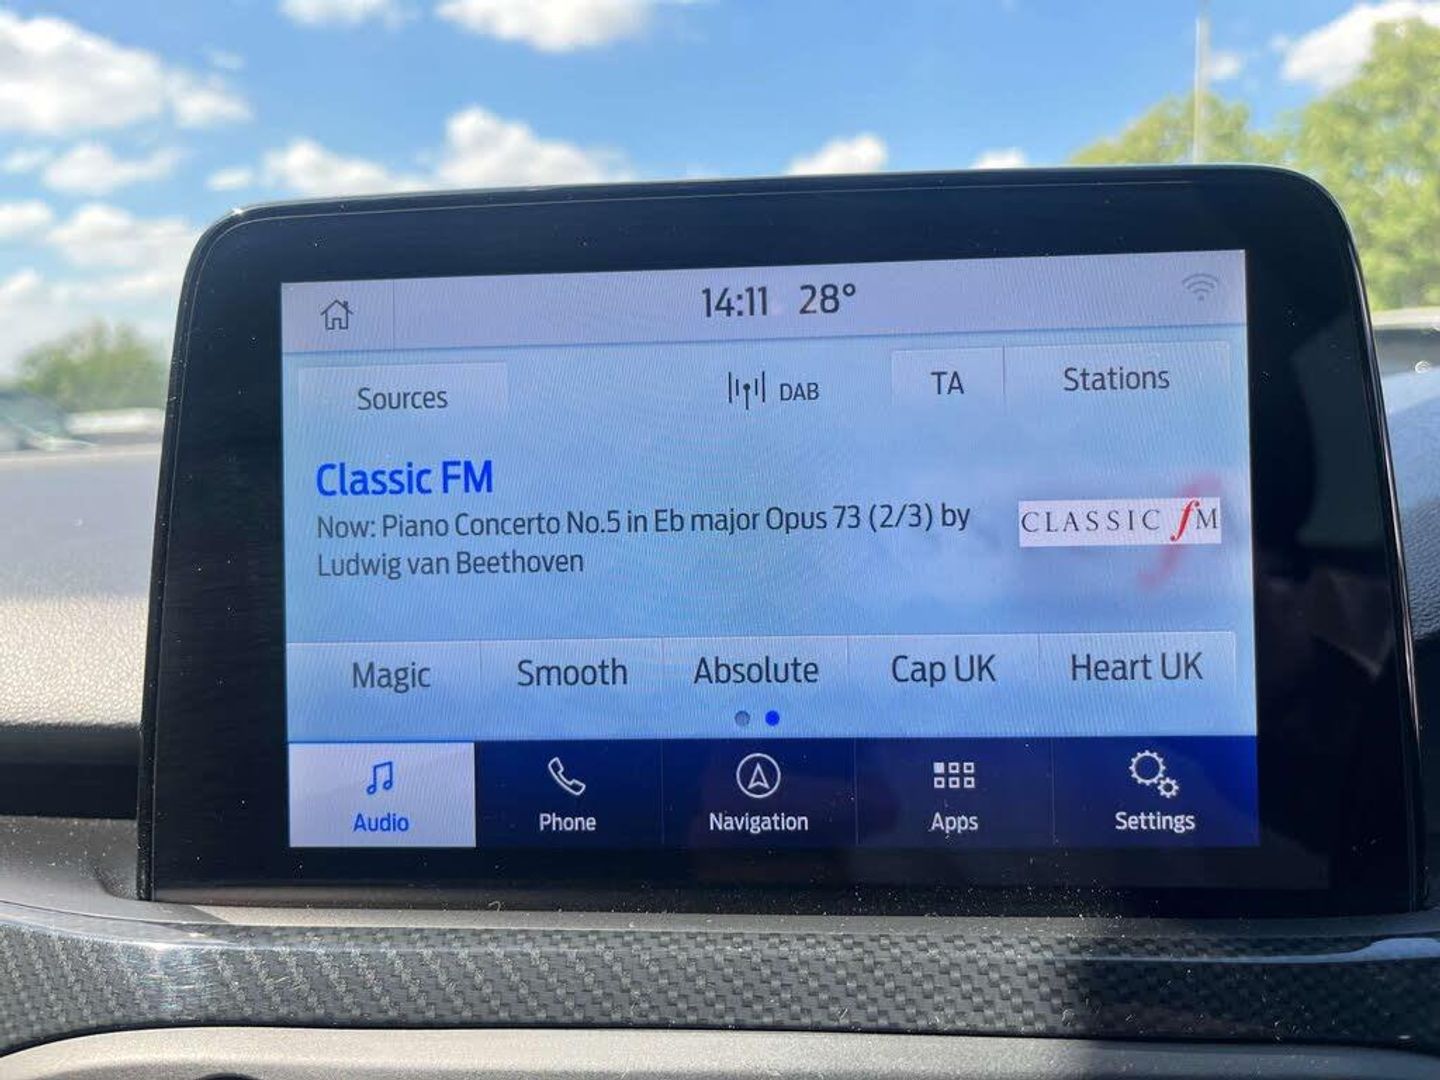 14:11 28°
Sources DAB TA Stations
Classic FM
Now: Piano Concerto No.5 in Eb major Opus 73 (2/3) by
Ludwig van Beethoven
CLASSIC fM
Magic Smooth Absolute Cap UK Heart UK
Audio Phone Navigation Apps Settings